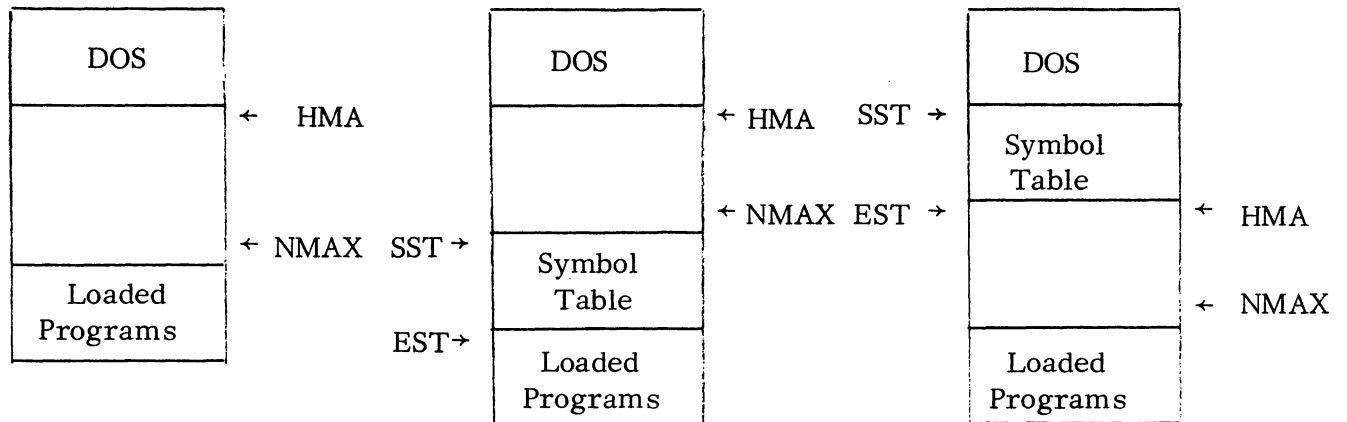 DOS
← HMA
← NMAX
Loaded
Programs
DOS
← HMA
← NMAX
SST →
Symbol
Table
EST →
Loaded
Programs
DOS
SST →
Symbol
Table
EST →
← HMA
← NMAX
Loaded
Programs